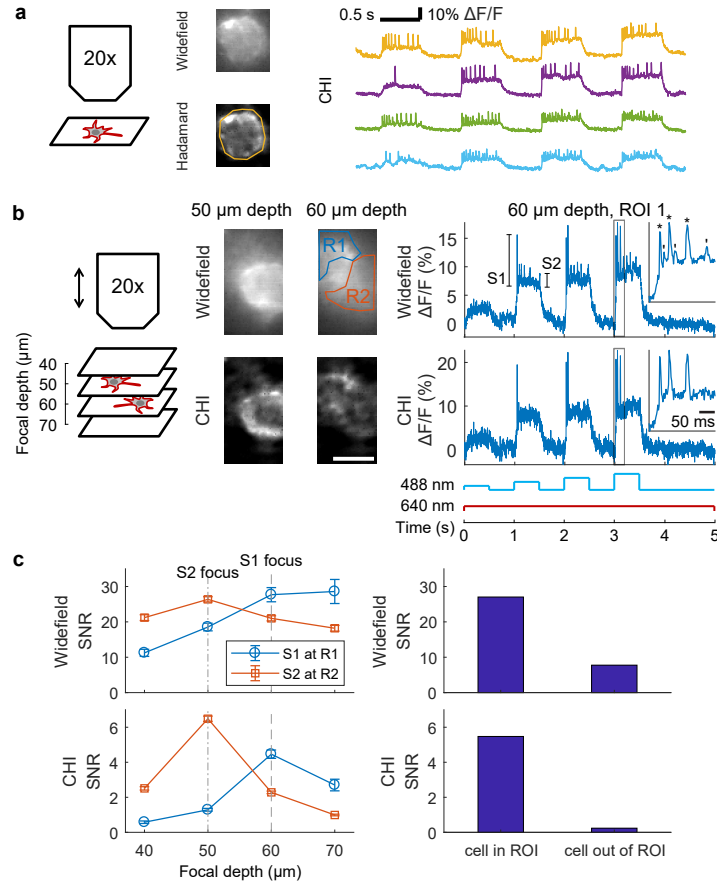 a
20x
Widefield
Hadamard
0.5 s
10% ΔF/F
CHI
b
50 µm depth
60 µm depth
60 µm depth, ROI 1
20x
Focal depth (µm)
40
50
60
70
Widefield
CHI
R1
R2
Widefield
ΔF/F (%)
15
10
5
0
S1
S2
* * *
' ' '
CHI
ΔF/F (%)
20
10
0
50 ms
488 nm
640 nm
Time (s)
0 1 2 3 4 5
c
S1 focus
S2 focus
Widefield
SNR
30
20
10
0
S1 at R1
S2 at R2
CHI
SNR
6
4
2
0
40 50 60 70
Focal depth (µm)
Widefield
SNR
30
20
10
0
CHI
SNR
6
4
2
0
cell in ROI
cell out of ROI